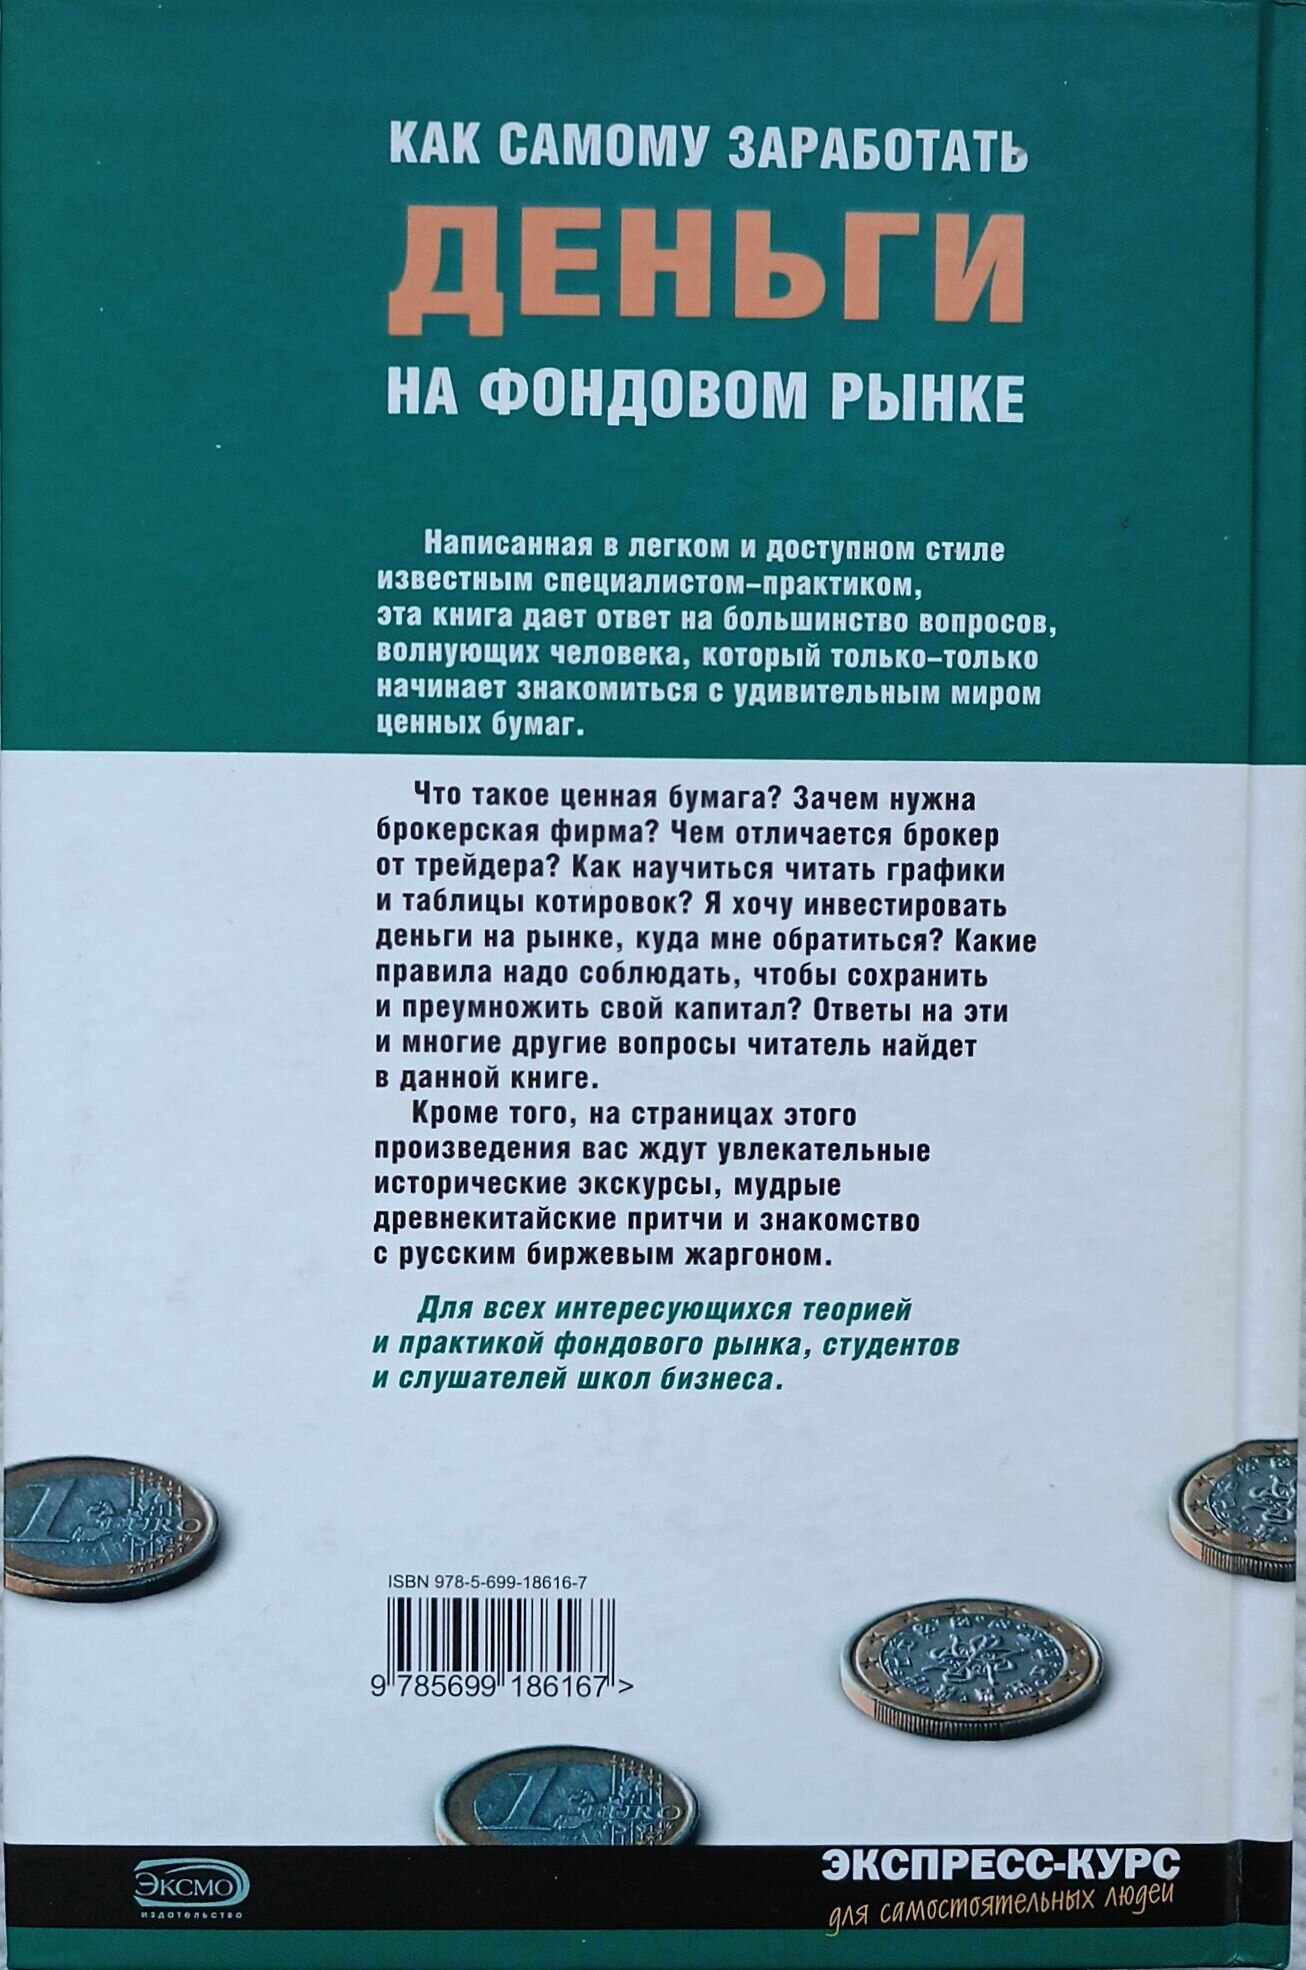 КАК САМОМУ ЗАРАБОТАТЬ
ДЕНЬГИ
НА ФОНДОВОМ РЫНКЕ
Написанная в легком и доступном стиле
известным специалистом-практиком,
эта книга дает ответ на большинство вопросов,
волнующих человека, который только-только
начинает знакомиться с удивительным миром
ценных бумаг.
Что такое ценная бумага? Зачем нужна
брокерская фирма? Чем отличается брокер
от трейдера? Как научиться читать графики
и таблицы котировок? Я хочу инвестировать
деньги на рынке, куда мне обратиться? Какие
правила надо соблюдать, чтобы сохранить
и преумножить свой капитал? Ответы на эти
и многие другие вопросы читатель найдет
в данной книге.
Кроме того, на страницах этого
произведения вас ждут увлекательные
исторические экскурсы, мудрые
древнекитайские притчи и знакомство
с русским биржевым жаргоном.
Для всех интересующихся теорией
и практикой фондового рынка, студентов
и слушателей школ бизнеса.
1 EURO
ISBN 978-5-699-18616-7
9 785699 186167 >
1 EURO
ЭКСМО
ИЗДАТЕЛЬСТВО
ЭКСПРЕСС-КУРС
для самостоятельных людей